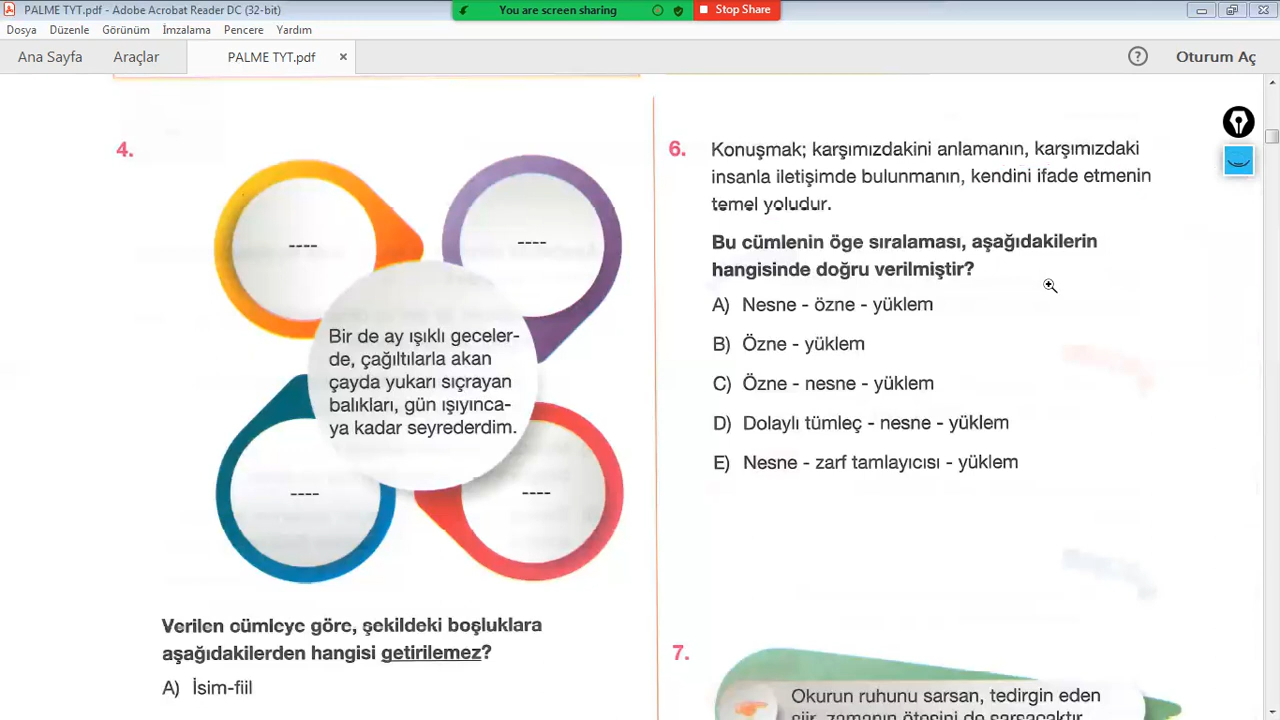 PALME TYT.pdf - Adobe Acrobat Reader DC (32-bit)
You are screen sharing
Stop Share
Dosya Düzenle Görünüm İmzalama Pencere Yardım
Ana Sayfa Araçlar PALME TYT.pdf × ? Oturum Aç
4.
----
----
Bir de ay ışıklı geceler-
de, çağıltılarla akan
çayda yukarı sıçrayan
balıkları, gün ışıyınca-
ya kadar seyrederdim.
----
----
Verilen cümleye göre, şekildeki boşluklara
aşağıdakilerden hangisi getirilemez?
A) İsim-fiil
6. Konuşmak; karşımızdakini anlamanın, karşımızdaki
insanla iletişimde bulunmanın, kendini ifade etmenin
temel yoludur.
Bu cümlenin öge sıralaması, aşağıdakilerin
hangisinde doğru verilmiştir?
A) Nesne - özne - yüklem
B) Özne - yüklem
C) Özne - nesne - yüklem
D) Dolaylı tümleç - nesne - yüklem
E) Nesne - zarf tamlayıcısı - yüklem
7.
Okurun ruhunu sarsan, tedirgin eden
şiir, zamanın ötesini de sarsacaktır